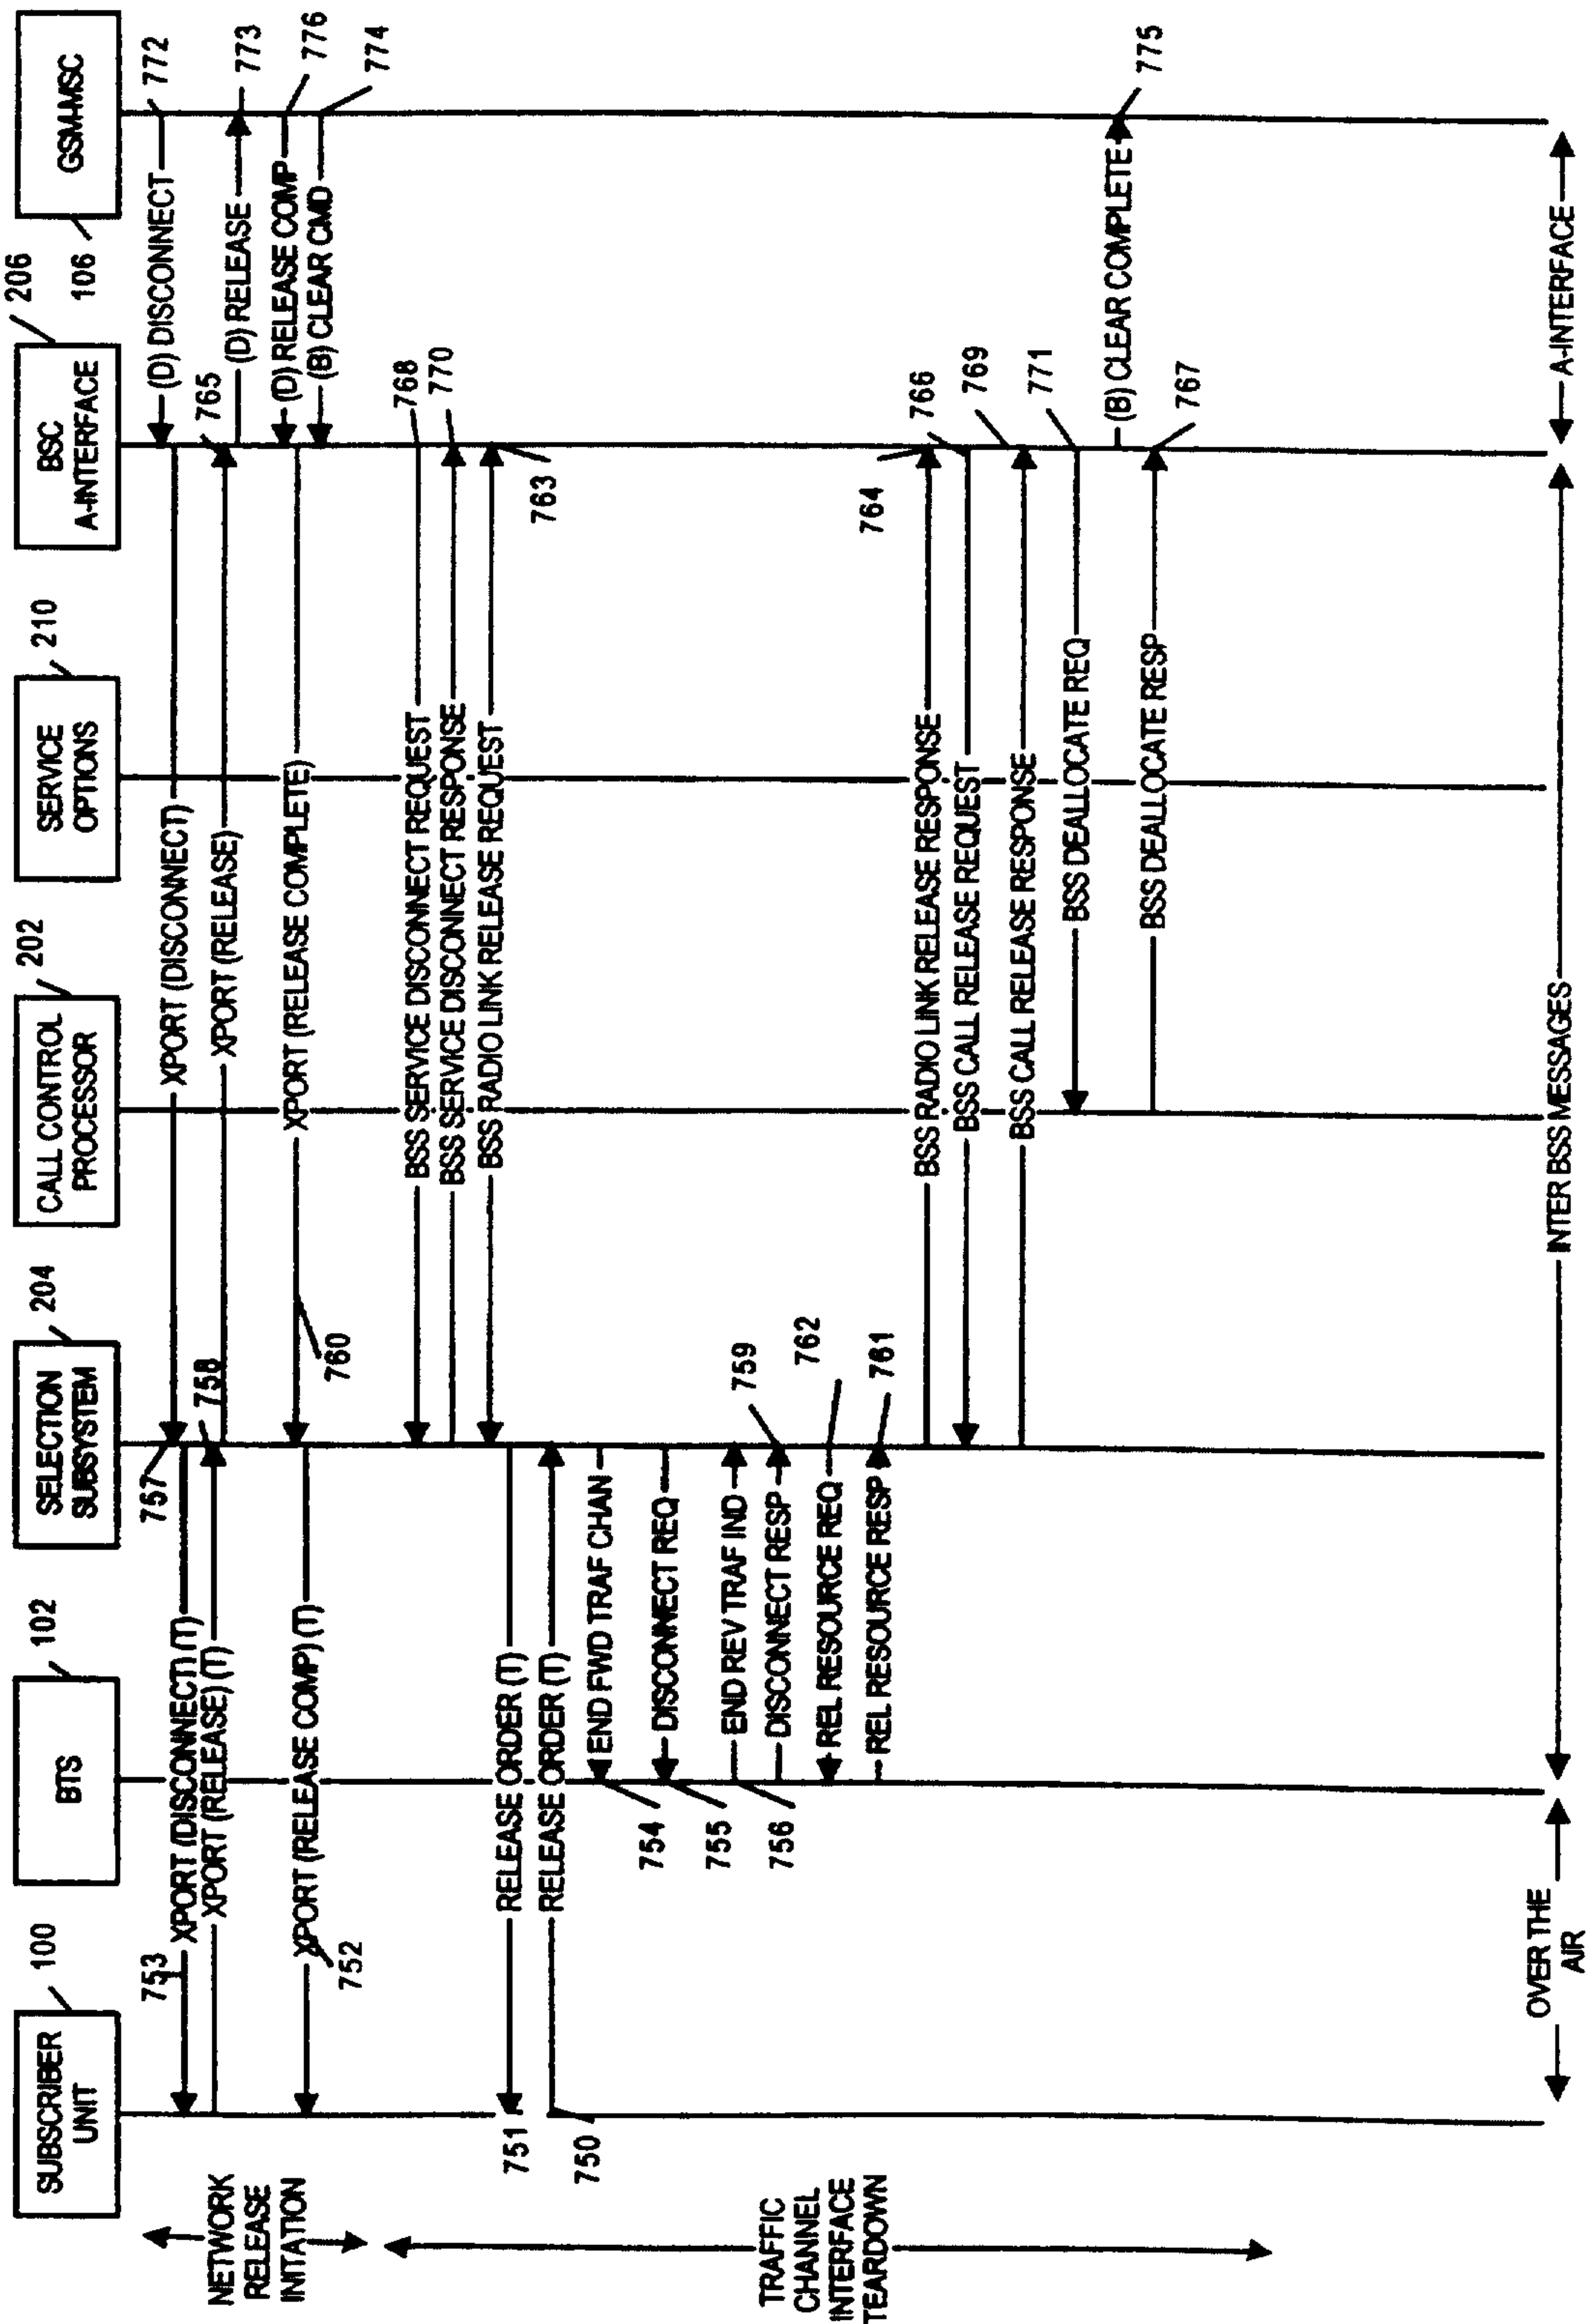 SUBSCRIBER
UNIT
100
BTS
102
SELECTION
SUBSYSTEM
204
CALL CONTROL
PROCESSOR
202
SERVICE
OPTIONS
210
BSC
A-INTERFACE
206
GSM-MSC
106
NETWORK
RELEASE
INITATION
(D) DISCONNECT
772
XPORT (DISCONNECT)
757
753
XPORT (DISCONNECT) (T)
XPORT (RELEASE) (T)
758
XPORT (RELEASE)
765
(D) RELEASE
773
(D) RELEASE COMP
776
XPORT (RELEASE COMPLETE)
760
XPORT (RELEASE COMP) (T)
752
(B) CLEAR CMD
774
TRAFFIC
CHANNEL
INTERFACE
TEARDOWN
BSS SERVICE DISCONNECT REQUEST
768
BSS SERVICE DISCONNECT RESPONSE
770
BSS RADIO LINK RELEASE REQUEST
763
751
RELEASE ORDER (T)
RELEASE ORDER (T)
750
END FWD TRAF CHAN
754
DISCONNECT REQ
755
END REV TRAF IND
756
DISCONNECT RESP
759
REL RESOURCE REQ
762
REL RESOURCE RESP
761
BSS RADIO LINK RELEASE RESPONSE
764
BSS CALL RELEASE REQUEST
766
BSS CALL RELEASE RESPONSE
769
BSS DEALLOCATE REQ
771
(B) CLEAR COMPLETE
775
BSS DEALLOCATE RESP
767
OVER THE
AIR
INTER BSS MESSAGES
A-INTERFACE